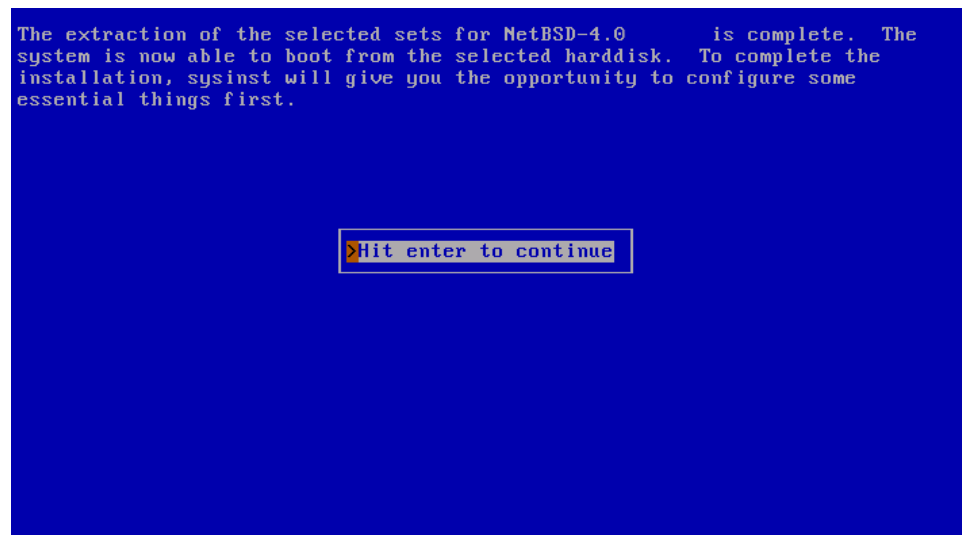 The extraction of the selected sets for NetBSD-4.0       is complete.  The
system is now able to boot from the selected harddisk.  To complete the
installation, sysinst will give you the opportunity to configure some
essential things first.
>Hit enter to continue